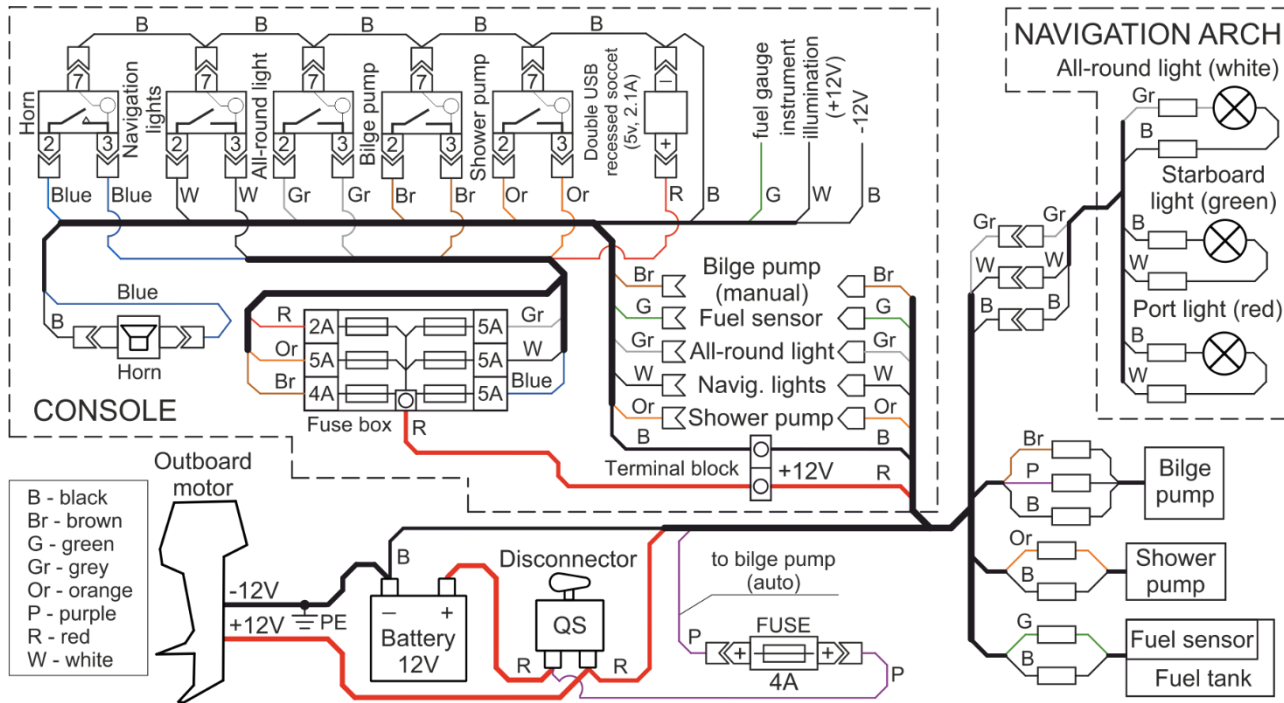 B B B B B
7 7 7 7 7 –
Horn
Navigation
lights
All-round light
Bilge pump
Shower pump
Double USB
recessed soccet
(5v, 2.1A)
2 3 2 3 2 3 2 3 2 3 +
Blue Blue W W Gr Gr Br Br Or Or R B
fuel gauge
instrument
illumination
(+12V)
-12V
G W B
Blue
B
Horn
CONSOLE
R 2A 5A Gr
Or 5A 5A W
Br 4A 5A Blue
Fuse box
R
Br Bilge pump Br
(manual)
G Fuel sensor G
Gr All-round light Gr
W Navig. lights W
Or Shower pump Or
B B
Terminal block +12V R
NAVIGATION ARCH
All-round light (white)
Gr
B
Starboard
light (green)
B
W
Port light (red)
B
W
Gr Gr
W W
B B
Br
P
B
Bilge
pump
Or
B
Shower
pump
G
B
Fuel sensor
Fuel tank
B - black
Br - brown
G - green
Gr - grey
Or - orange
P - purple
R - red
W - white
Outboard
motor
-12V
PE
+12V
B
– +
Battery
12V
Disconnector
QS
R R
to bilge pump
(auto)
FUSE
P + + P
4A